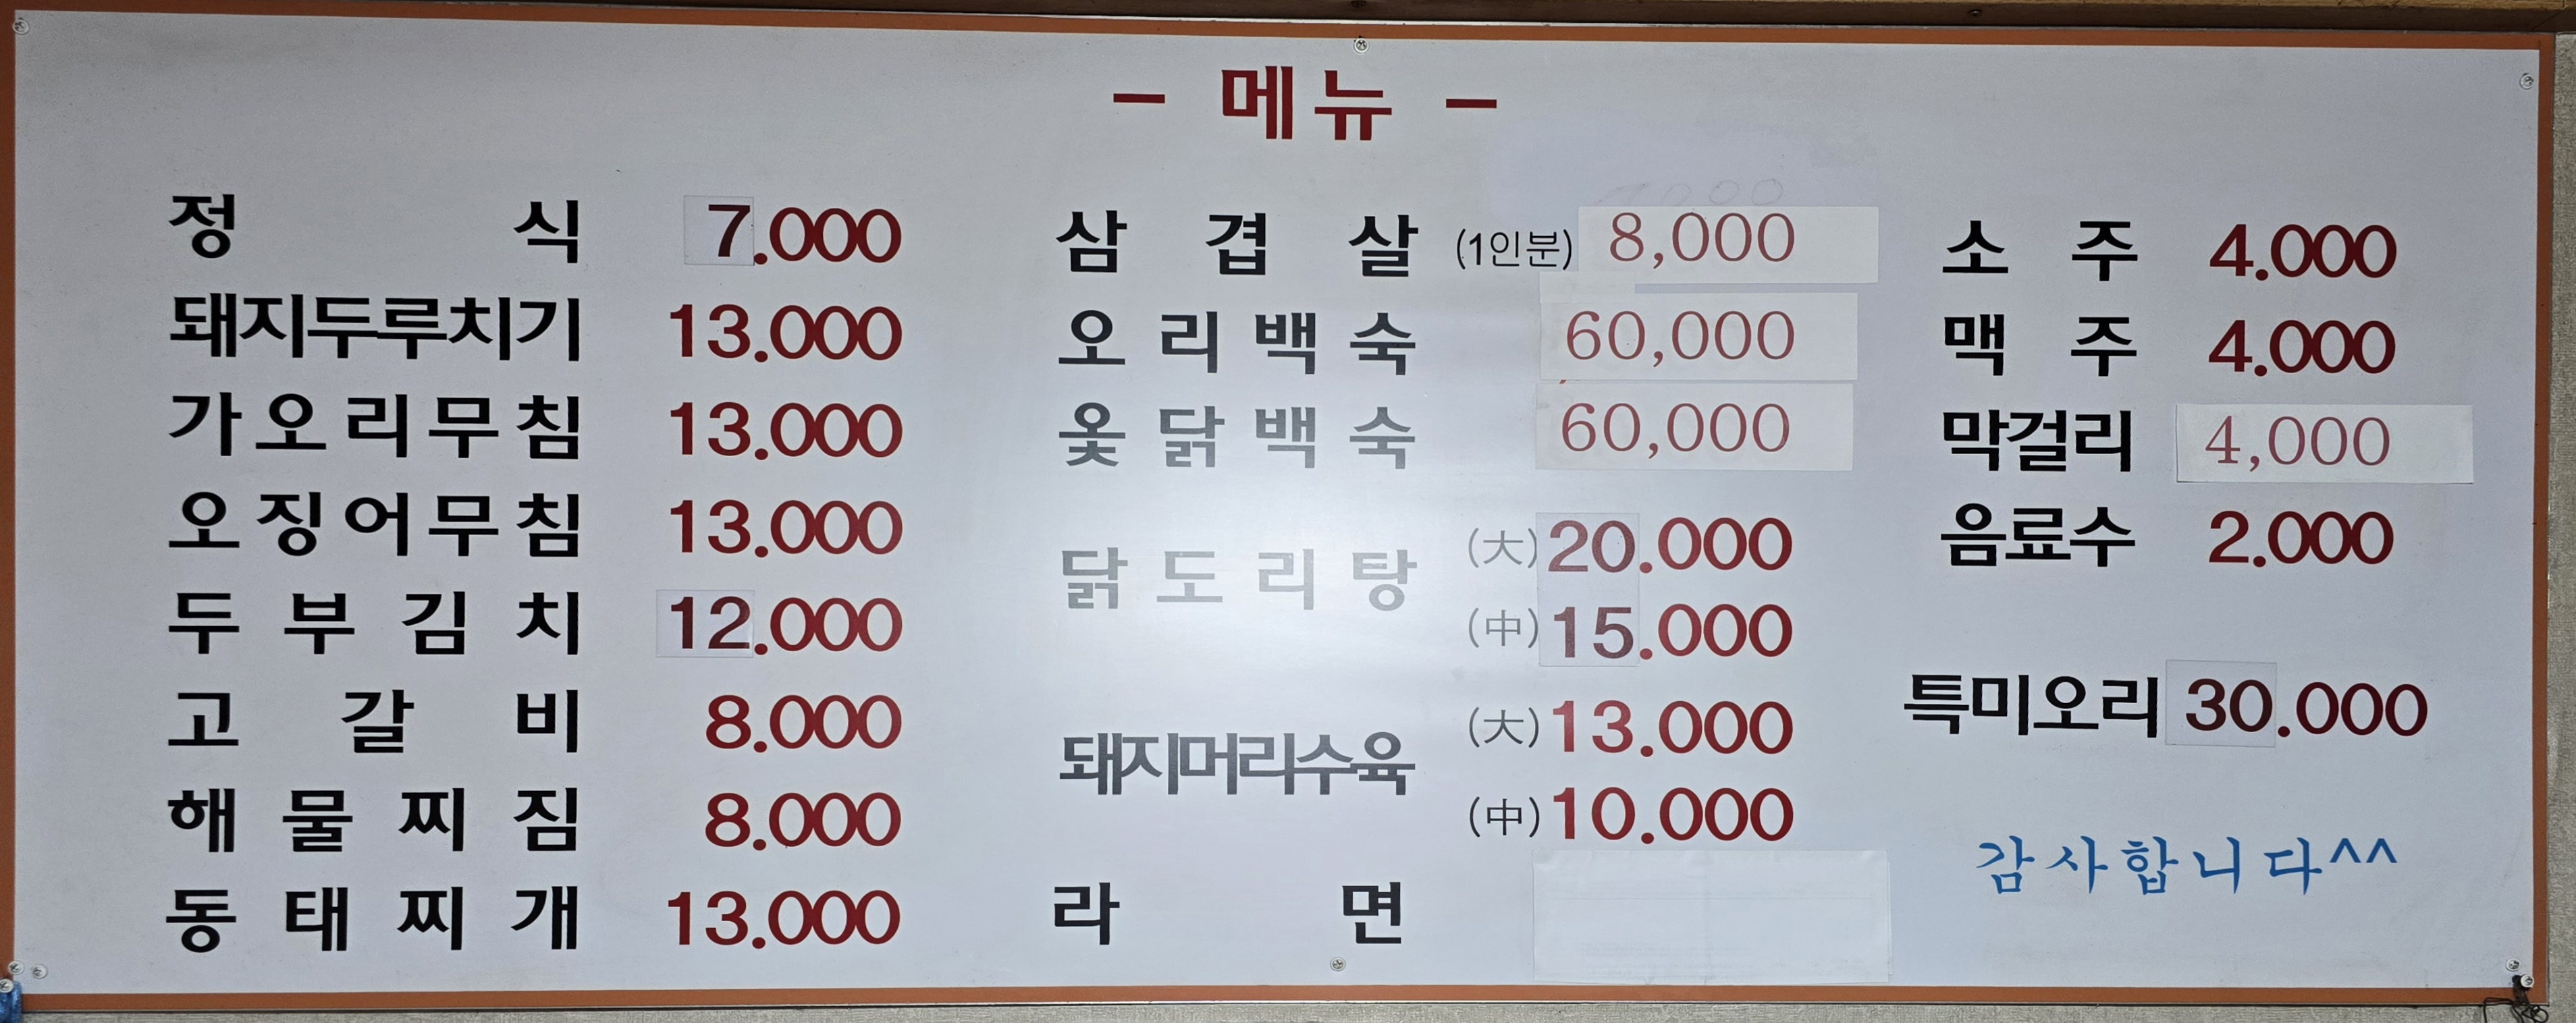 - 메뉴 -
정식 7.000
돼지두루치기 13.000
가오리무침 13.000
오징어무침 13.000
두부김치 12.000
고갈비 8.000
해물찌짐 8.000
동태찌개 13.000
삼겹살 (1인분) 8,000
오리백숙 60,000
옻닭백숙 60,000
닭도리탕 (大) 20.000
(中) 15.000
돼지머리수육 (大) 13.000
(中) 10.000
라면
소주 4.000
맥주 4.000
막걸리 4,000
음료수 2.000
특미오리 30.000
감사합니다^^